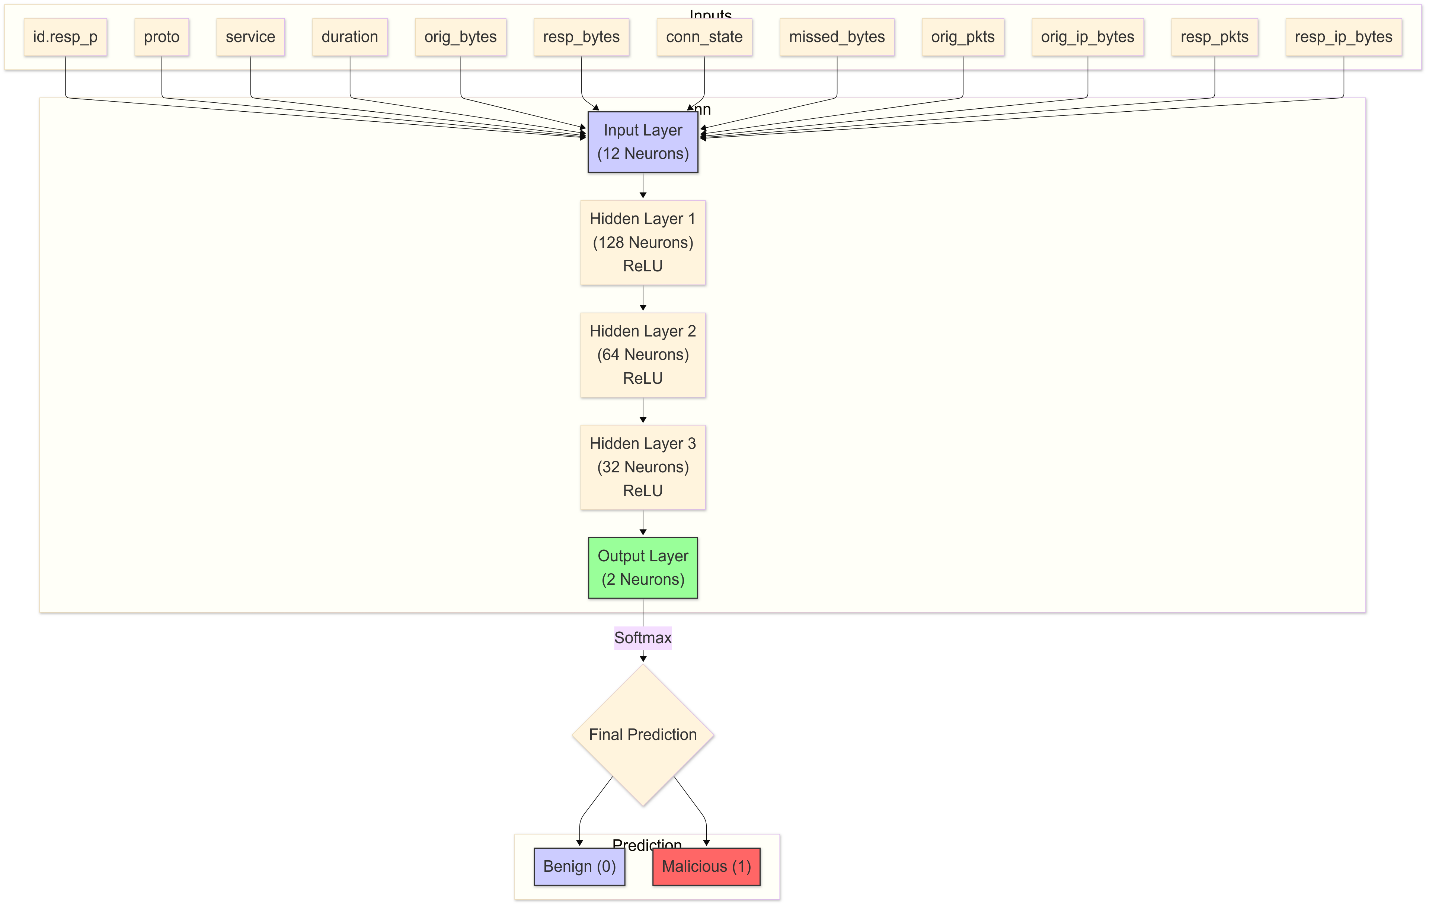 Inputs
id.resp_p
proto
service
duration
orig_bytes
resp_bytes
conn_state
missed_bytes
orig_pkts
orig_ip_bytes
resp_pkts
resp_ip_bytes
Input Layer
(12 Neurons)
Hidden Layer 1
(128 Neurons)
ReLU
Hidden Layer 2
(64 Neurons)
ReLU
Hidden Layer 3
(32 Neurons)
ReLU
Output Layer
(2 Neurons)
Softmax
Final Prediction
Prediction
Benign (0)
Malicious (1)